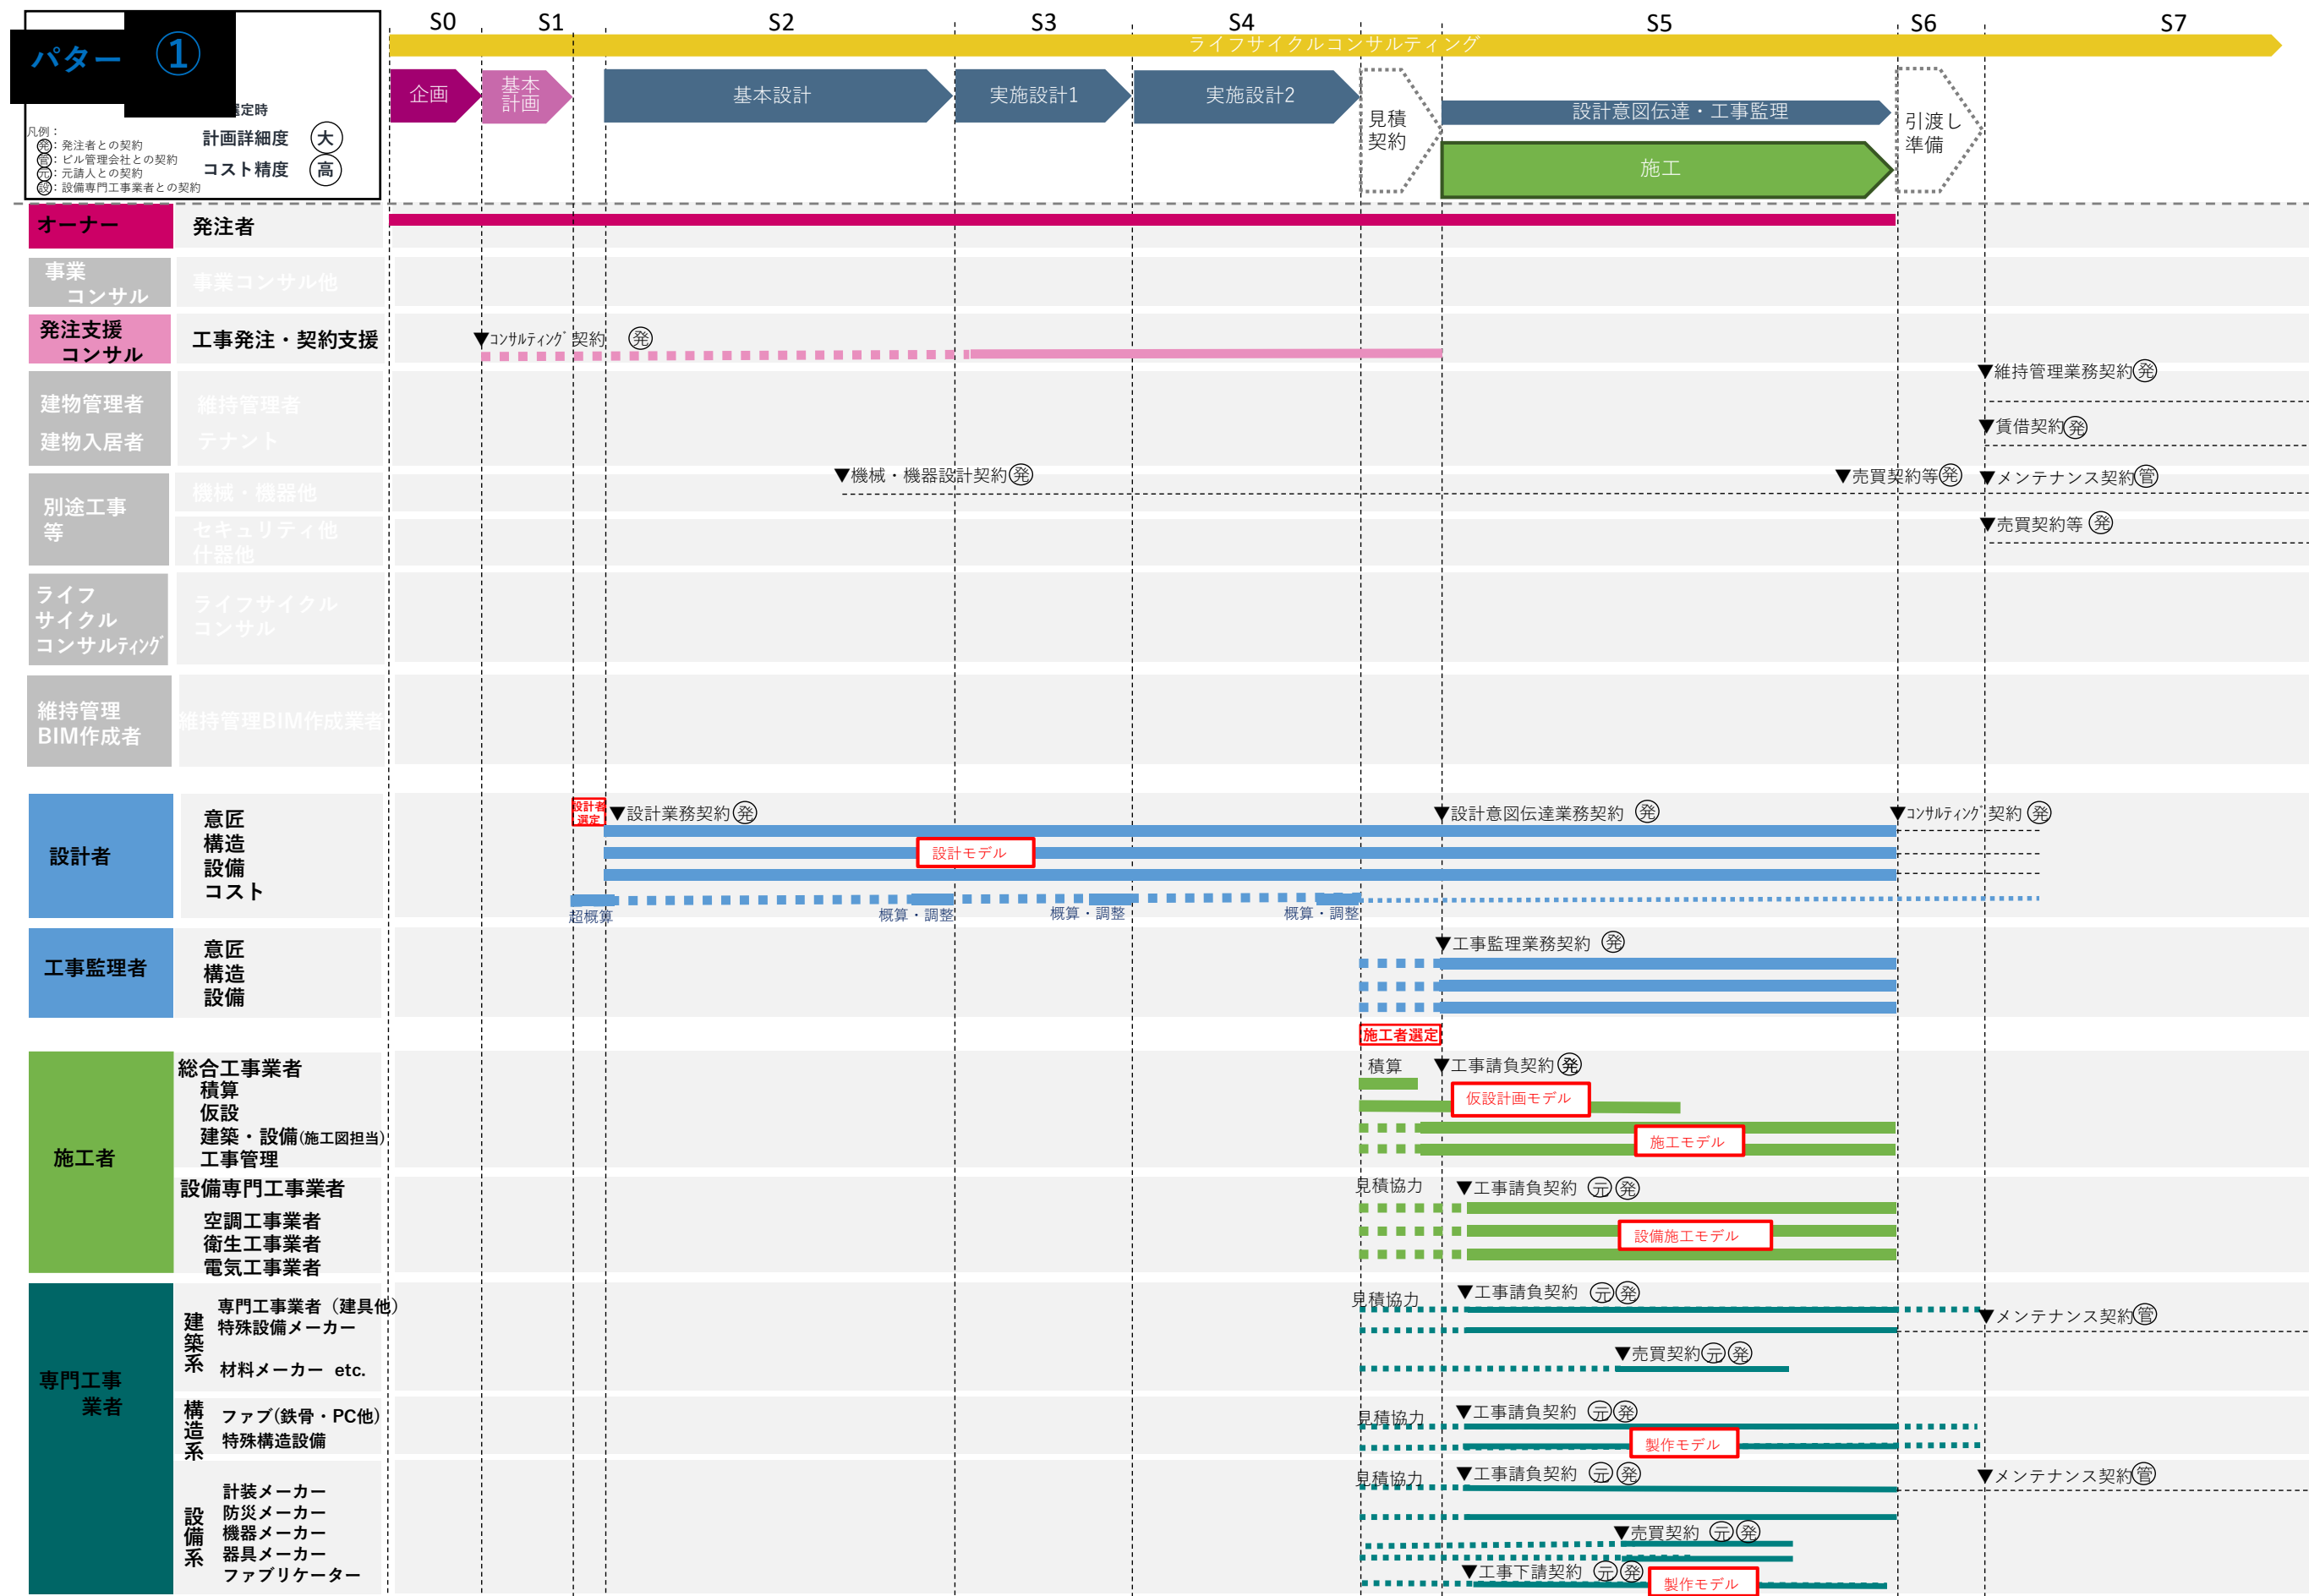 S0 S1 S2 S3 S4 S5 S6 S7
ライフサイクルコンサルティング
パター ①
企画
基本
計画
基本設計
実施設計1
実施設計2
見積
契約
設計意図伝達・工事監理
施工
引渡し
準備
定時
計画詳細度 大
コスト精度 高
凡例：
発：発注者との契約
管：ビル管理会社との契約
元：元請人との契約
設：設備専門工事業者との契約
オーナー 発注者
事業
コンサル
事業コンサル他
発注支援
コンサル
工事発注・契約支援
▼コンサルティング 契約 発
建物管理者 維持管理者
▼維持管理業務契約 発
建物入居者 テナント
▼賃借契約 発
別途工事
等
機械・機器他
▼機械・機器設計契約 発
▼売買契約等 発
▼メンテナンス契約 管
セキュリティ他
什器他
▼売買契約等 発
ライフ
サイクル
コンサルティング
ライフサイクル
コンサル
維持管理
BIM作成者
維持管理BIM作成業者
設計者
意匠
構造
設備
コスト
設計者
選定
▼設計業務契約 発
▼設計意図伝達業務契約 発
▼コンサルティング 契約 発
設計モデル
超概算
概算・調整
概算・調整
概算・調整
工事監理者
意匠
構造
設備
▼工事監理業務契約 発
施工者選定
施工者
総合工事業者
積算
仮設
建築・設備(施工図担当)
工事管理
積算
▼工事請負契約 発
仮設計画モデル
施工モデル
設備専門工事業者
空調工事業者
衛生工事業者
電気工事業者
見積協力
▼工事請負契約 元 発
設備施工モデル
専門工事
業者
建築系
専門工事業者（建具他）
特殊設備メーカー
材料メーカー etc.
見積協力
▼工事請負契約 元 発
▼メンテナンス契約 管
▼売買契約 元 発
構造系
ファブ(鉄骨・PC他)
特殊構造設備
見積協力
▼工事請負契約 元 発
製作モデル
設備系
計装メーカー
防災メーカー
機器メーカー
器具メーカー
ファブリケーター
見積協力
▼工事請負契約 元 発
▼メンテナンス契約 管
▼売買契約 元 発
▼工事下請契約 元 発
製作モデル